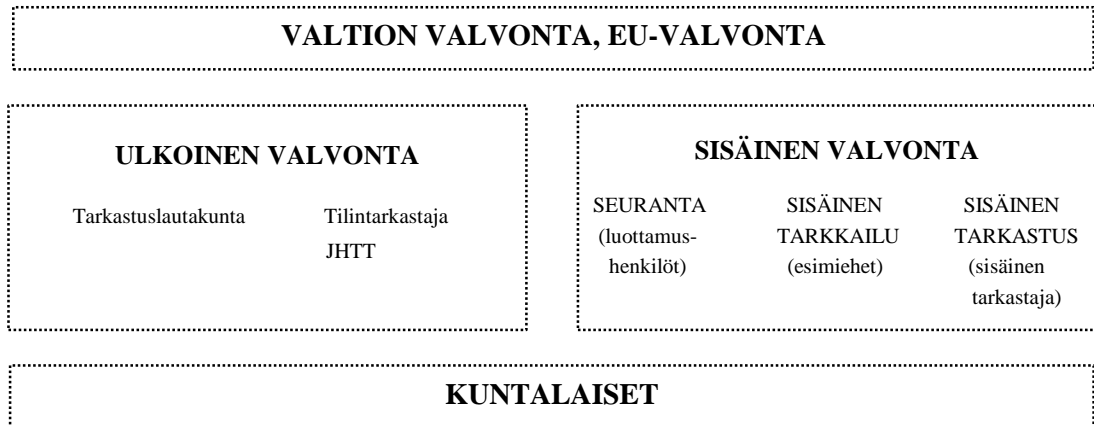 VALTION VALVONTA, EU-VALVONTA
ULKOINEN VALVONTA
Tarkastuslautakunta Tilintarkastaja
JHTT
SISÄINEN VALVONTA
SEURANTA SISÄINEN SISÄINEN
(luottamus- TARKKAILU TARKASTUS
henkilöt) (esimiehet) (sisäinen
tarkastaja)
KUNTALAISET